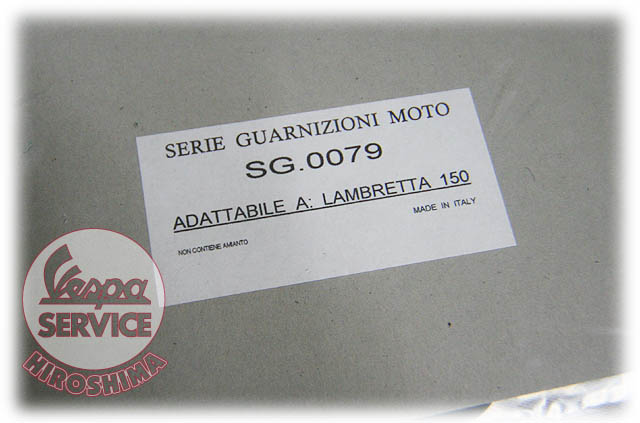 SERIE GUARNIZIONI MOTO
SG.0079
ADATTABILE A: LAMBRETTA 150
MADE IN ITALY
NON CONTIENE AMIANTO
Vespa
SERVICE
HIROSHIMA